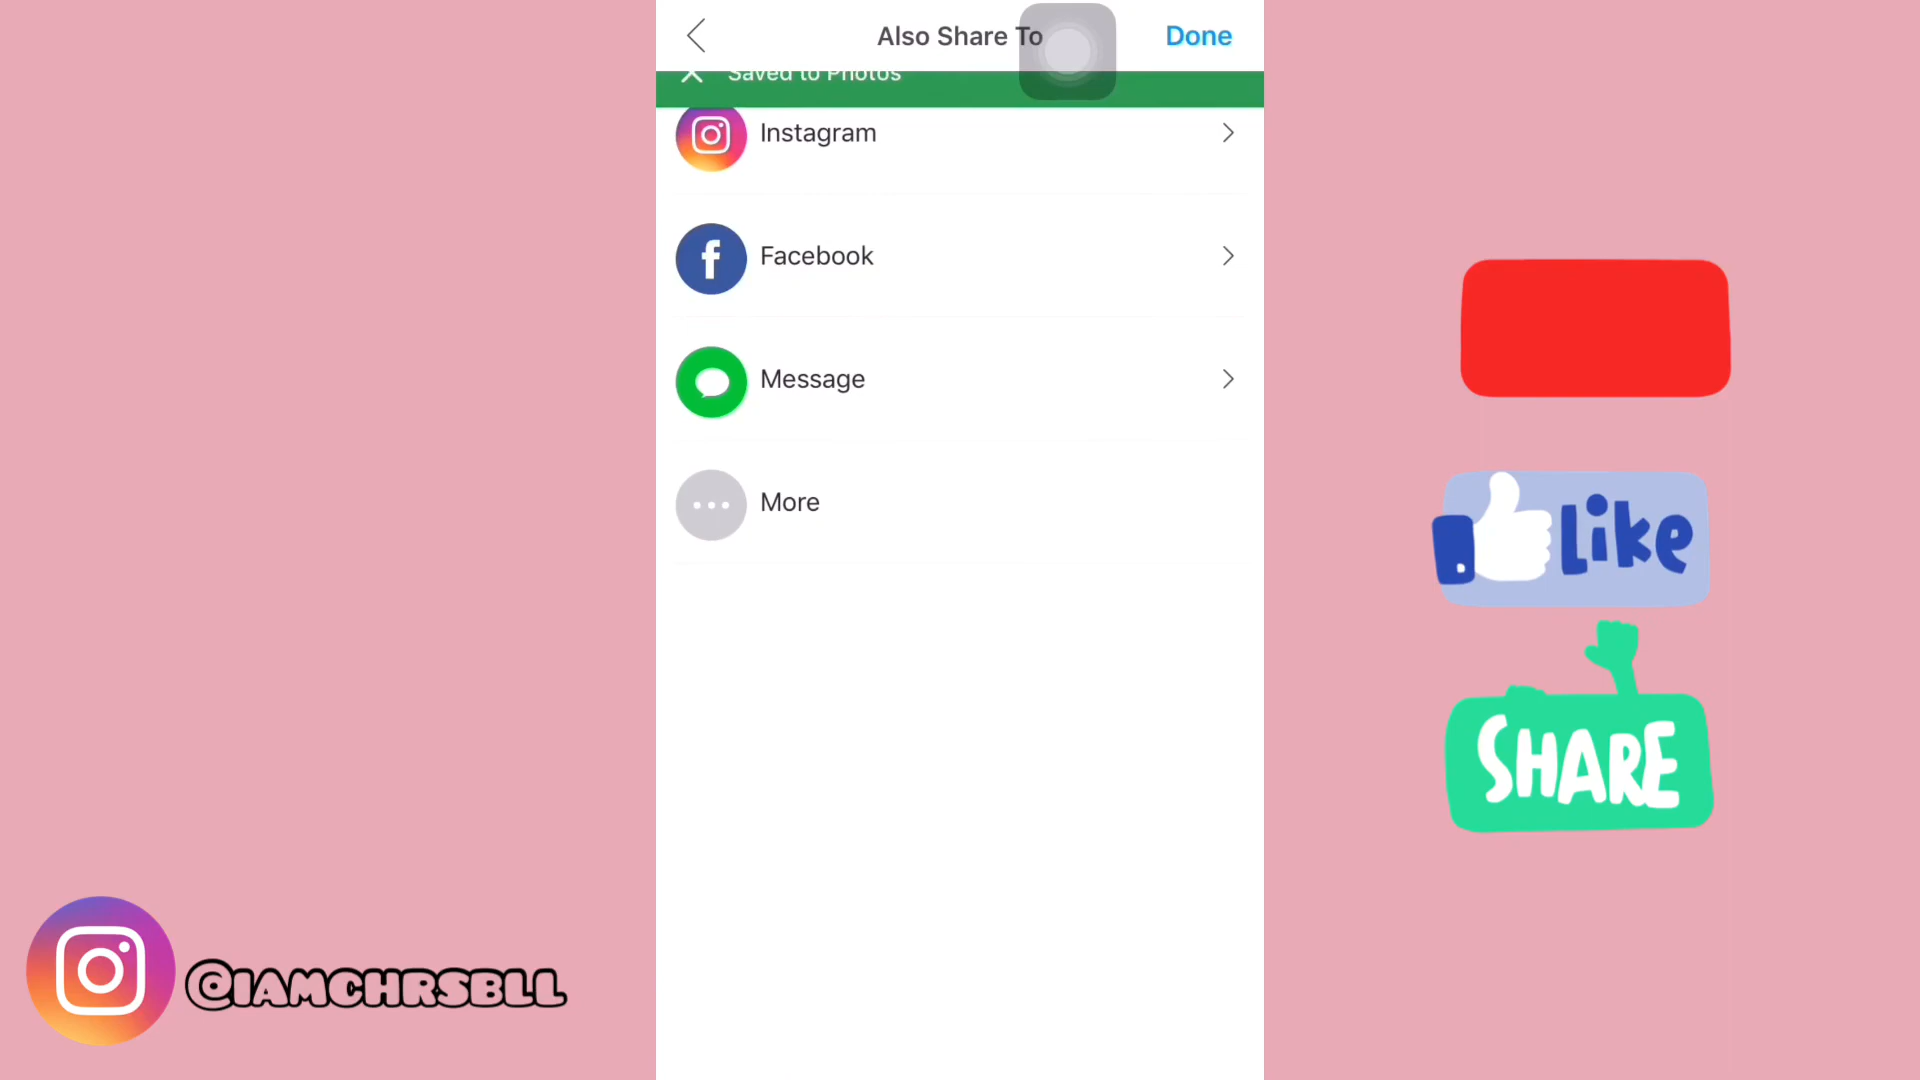 Also Share To
Done
Saved to Photos
Instagram
Facebook
Message
More
Like
SHARE
@IAMCHRSBLL